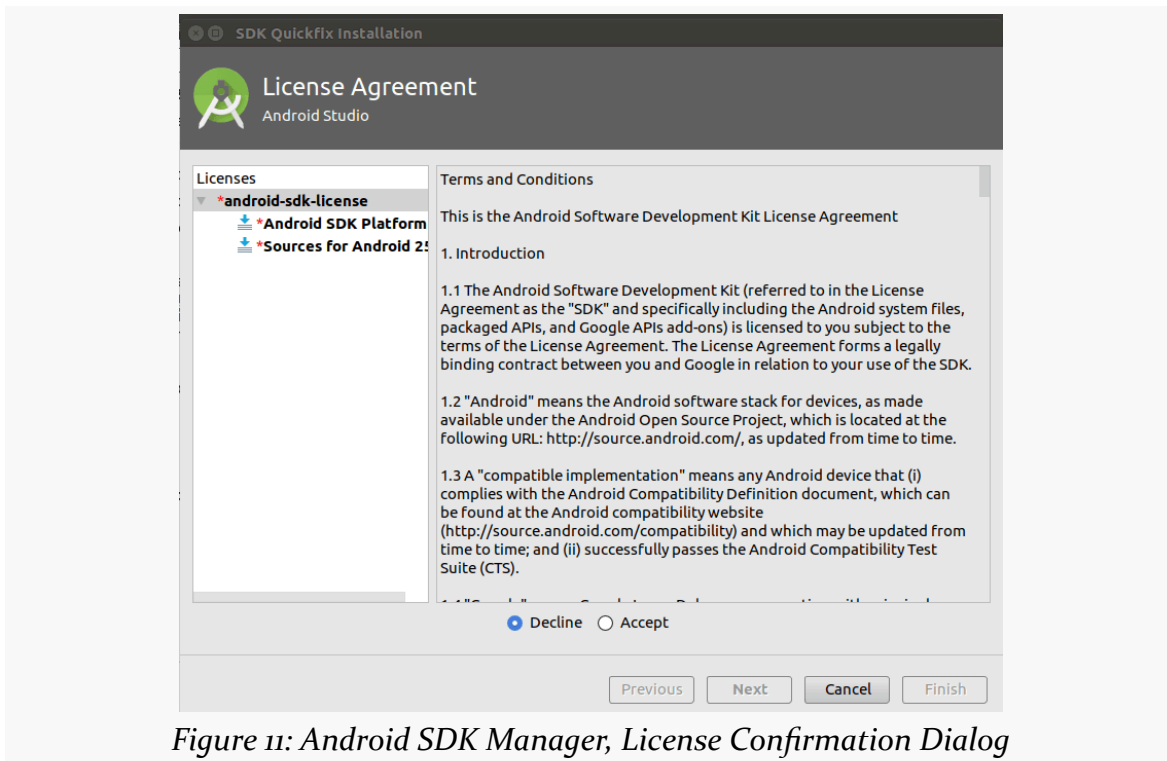 SDK Quickfix Installation
License Agreement
Android Studio
Licenses
*android-sdk-license
*Android SDK Platform
*Sources for Android 25
Terms and Conditions
This is the Android Software Development Kit License Agreement
1. Introduction
1.1 The Android Software Development Kit (referred to in the License
Agreement as the "SDK" and specifically including the Android system files,
packaged APIs, and Google APIs add-ons) is licensed to you subject to the
terms of the License Agreement. The License Agreement forms a legally
binding contract between you and Google in relation to your use of the SDK.
1.2 "Android" means the Android software stack for devices, as made
available under the Android Open Source Project, which is located at the
following URL: http://source.android.com/, as updated from time to time.
1.3 A "compatible implementation" means any Android device that (i)
complies with the Android Compatibility Definition document, which can
be found at the Android compatibility website
(http://source.android.com/compatibility) and which may be updated from
time to time; and (ii) successfully passes the Android Compatibility Test
Suite (CTS).
Decline Accept
Previous Next Cancel Finish
Figure 11: Android SDK Manager, License Confirmation Dialog